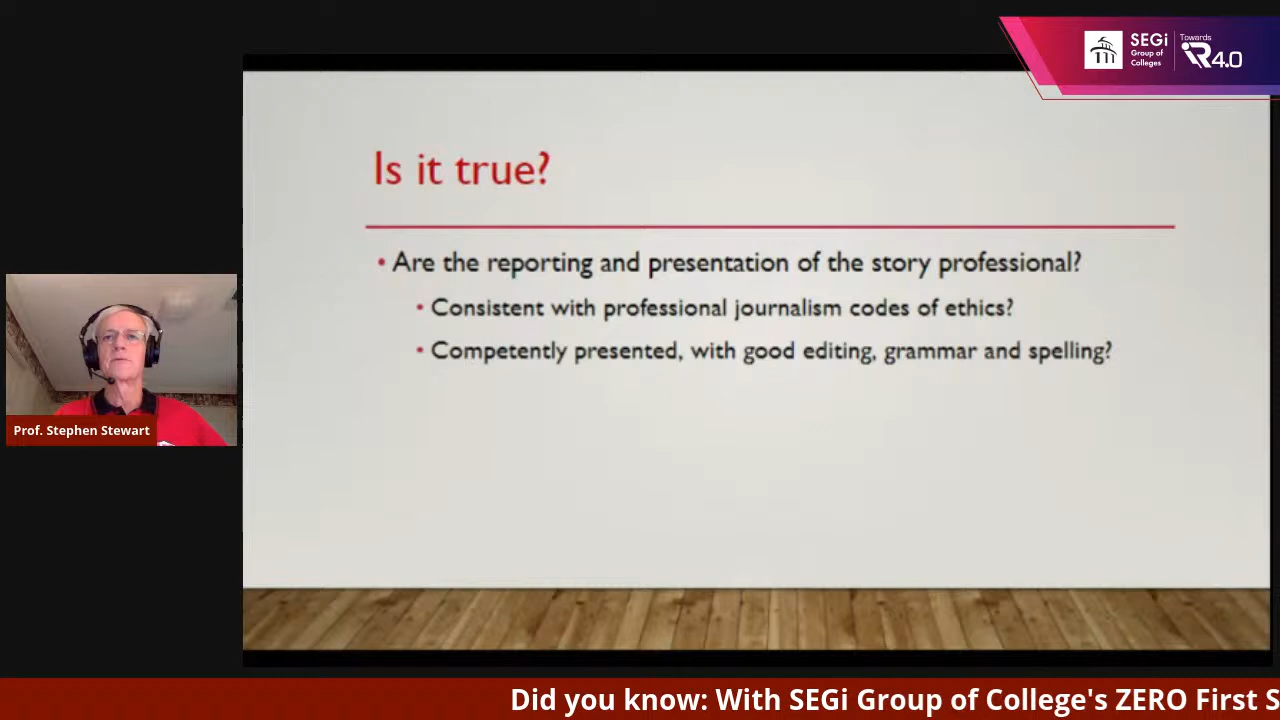 SEGi
Group of
Colleges
Towards
iR4.0
Is it true?
• Are the reporting and presentation of the story professional?
• Consistent with professional journalism codes of ethics?
• Competently presented, with good editing, grammar and spelling?
Prof. Stephen Stewart
Did you know: With SEGi Group of College's ZERO First S